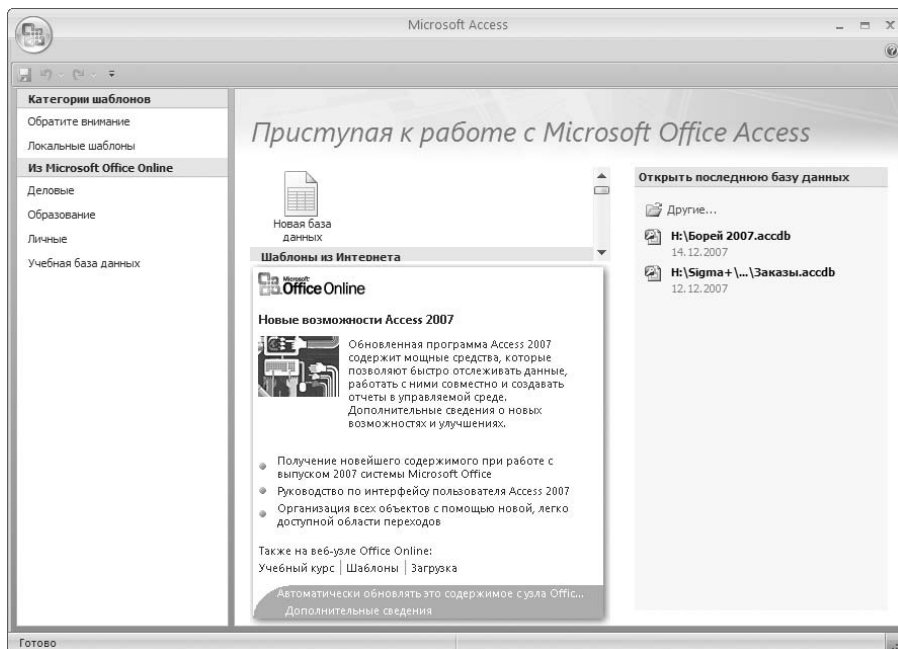 Microsoft Access
Категории шаблонов
Обратите внимание
Локальные шаблоны
Из Microsoft Office Online
Деловые
Образование
Личные
Учебная база данных
Приступая к работе с Microsoft Office Access
Новая база
данных
Шаблоны из Интернета
Microsoft
Office Online
Новые возможности Access 2007
Обновленная программа Access 2007
содержит мощные средства, которые
позволяют быстро отслеживать данные,
работать с ними совместно и создавать
отчеты в управляемой среде.
Дополнительные сведения о новых
возможностях и улучшениях.
Получение новейшего содержимого при работе с
выпуском 2007 системы Microsoft Office
Руководство по интерфейсу пользователя Access 2007
Организация всех объектов с помощью новой, легко
доступной области переходов
Также на веб-узле Office Online:
Учебный курс | Шаблоны | Загрузка
Автоматически обновлять это содержимое с узла Offic...
Дополнительные сведения
Открыть последнюю базу данных
Другие...
H:\Борей 2007.accdb
14.12.2007
H:\Sigma+\...\Заказы.accdb
12.12.2007
Готово